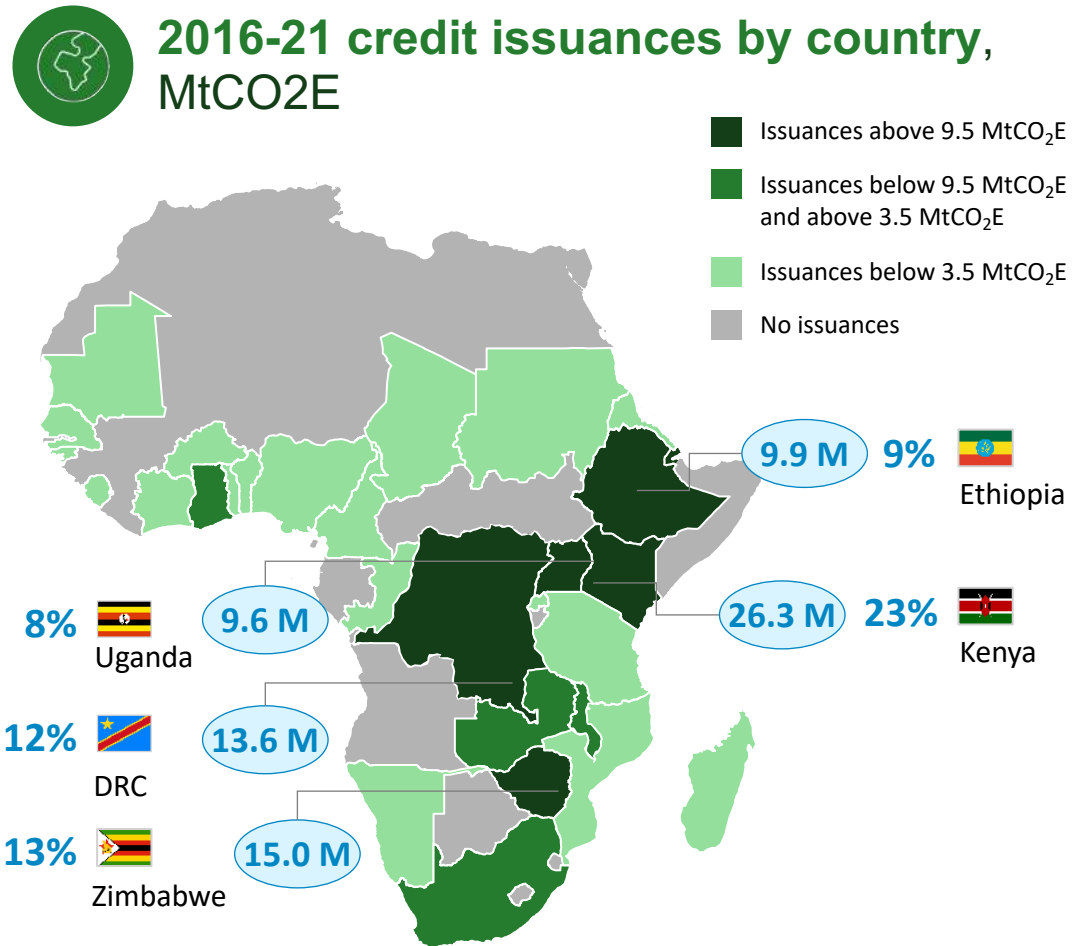 2016-21 credit issuances by country,
MtCO2E
Issuances above 9.5 MtCO₂E
Issuances below 9.5 MtCO₂E
and above 3.5 MtCO₂E
Issuances below 3.5 MtCO₂E
No issuances
9.9 M 9%
Ethiopia
8% 9.6 M
Uganda
26.3 M 23%
Kenya
12% 13.6 M
DRC
13% 15.0 M
Zimbabwe